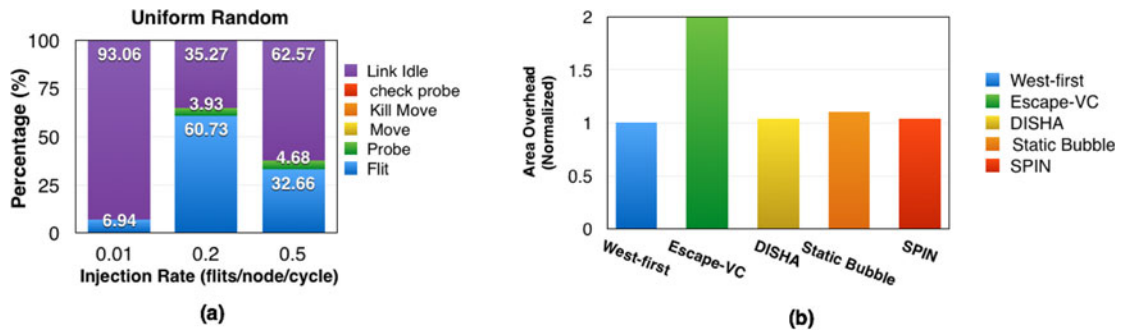 Uniform Random
Percentage (%)
100
75
50
25
0
93.06
6.94
35.27
3.93
60.73
62.57
4.68
32.66
0.01 0.2 0.5
Injection Rate (flits/node/cycle)
Link Idle
check probe
Kill Move
Move
Probe
Flit
(a)
Area Overhead
(Normalized)
2
1.5
1
0.5
0
West-first
Escape-VC
DISHA
Static Bubble
SPIN
West-first
Escape-VC
DISHA
Static Bubble
SPIN
(b)